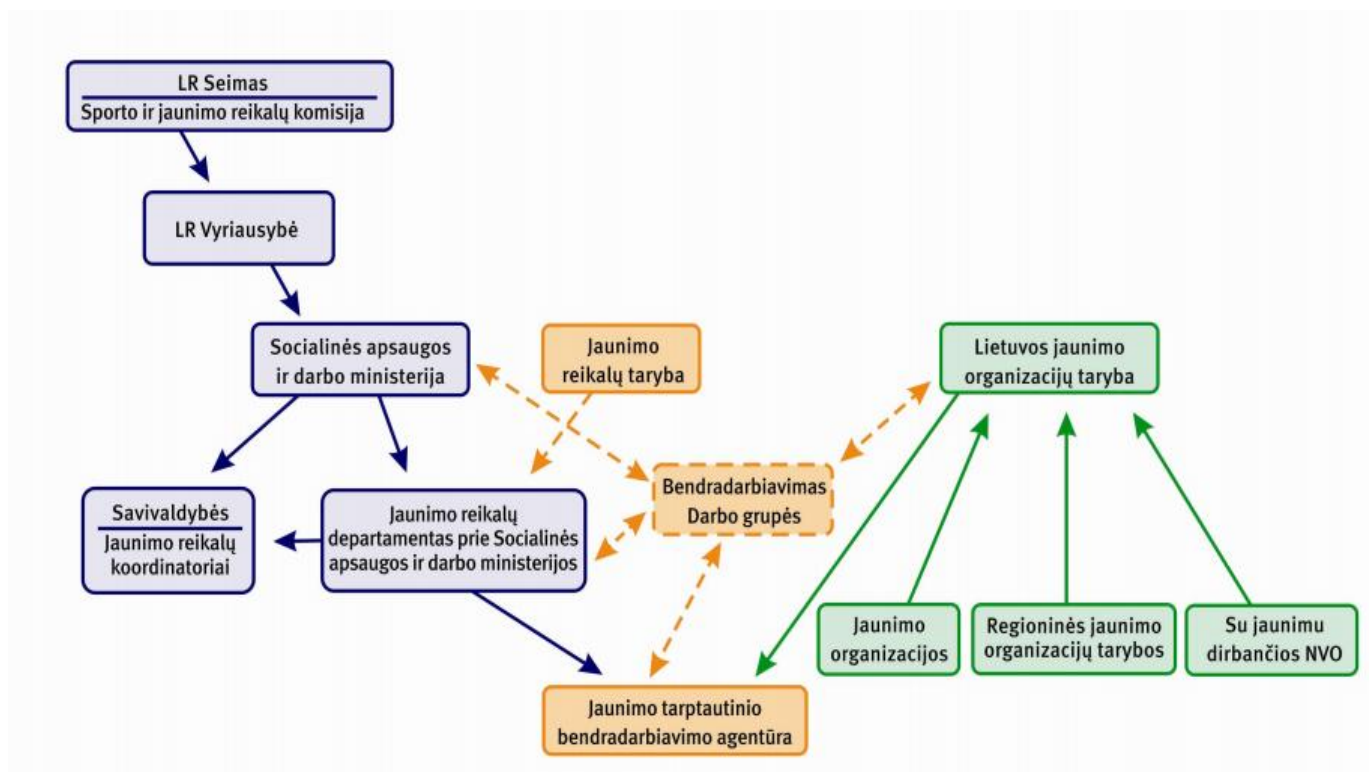 LR Seimas
Sporto ir jaunimo reikalų komisija
LR Vyriausybė
Socialinės apsaugos
ir darbo ministerija
Jaunimo
reikalų taryba
Lietuvos jaunimo
organizacijų taryba
Bendradarbiavimas
Darbo grupės
Savivaldybės
Jaunimo reikalų
koordinatoriai
Jaunimo reikalų
departamentas prie Socialinės
apsaugos ir darbo ministerijos
Jaunimo
organizacijos
Regioninės jaunimo
organizacijų tarybos
Su jaunimu
dirbančios NVO
Jaunimo tarptautinio
bendradarbiavimo agentūra